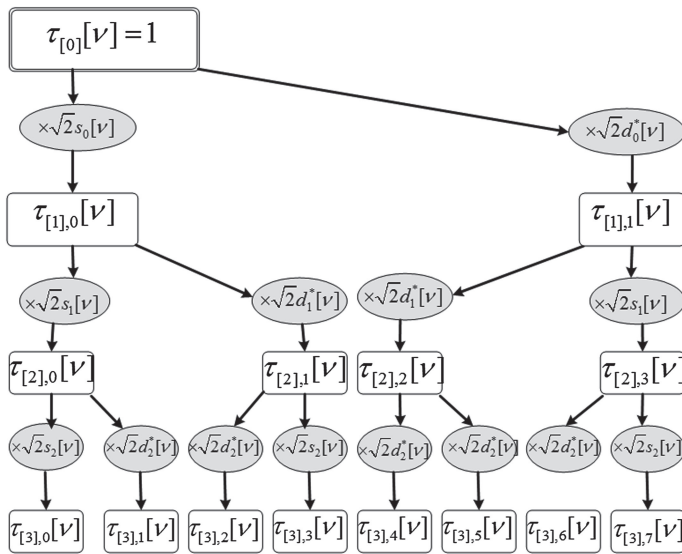 τ[0][ν]=1
×√2s₀[ν] ×√2d₀*[ν]
τ[1],0[ν] τ[1],1[ν]
×√2s₁[ν] ×√2d₁*[ν] ×√2d₁*[ν] ×√2s₁[ν]
τ[2],0[ν] τ[2],1[ν] τ[2],2[ν] τ[2],3[ν]
×√2s₂[ν] ×√2d₂*[ν] ×√2d₂*[ν] ×√2s₂[ν] ×√2d₂*[ν] ×√2d₂*[ν] ×√2d₂*[ν] ×√2s₂[ν]
τ[3],0[ν] τ[3],1[ν] τ[3],2[ν] τ[3],3[ν] τ[3],4[ν] τ[3],5[ν] τ[3],6[ν] τ[3],7[ν]